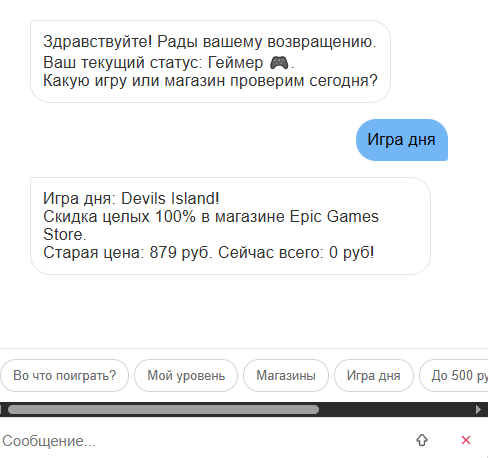 Здравствуйте! Рады вашему возвращению.
Ваш текущий статус: Геймер 🎮.
Какую игру или магазин проверим сегодня?
Игра дня
Игра дня: Devils Island!
Скидка целых 100% в магазине Epic Games
Store.
Старая цена: 879 руб. Сейчас всего: 0 руб!
Во что поиграть?
Мой уровень
Магазины
Игра дня
До 500 ру
Сообщение...